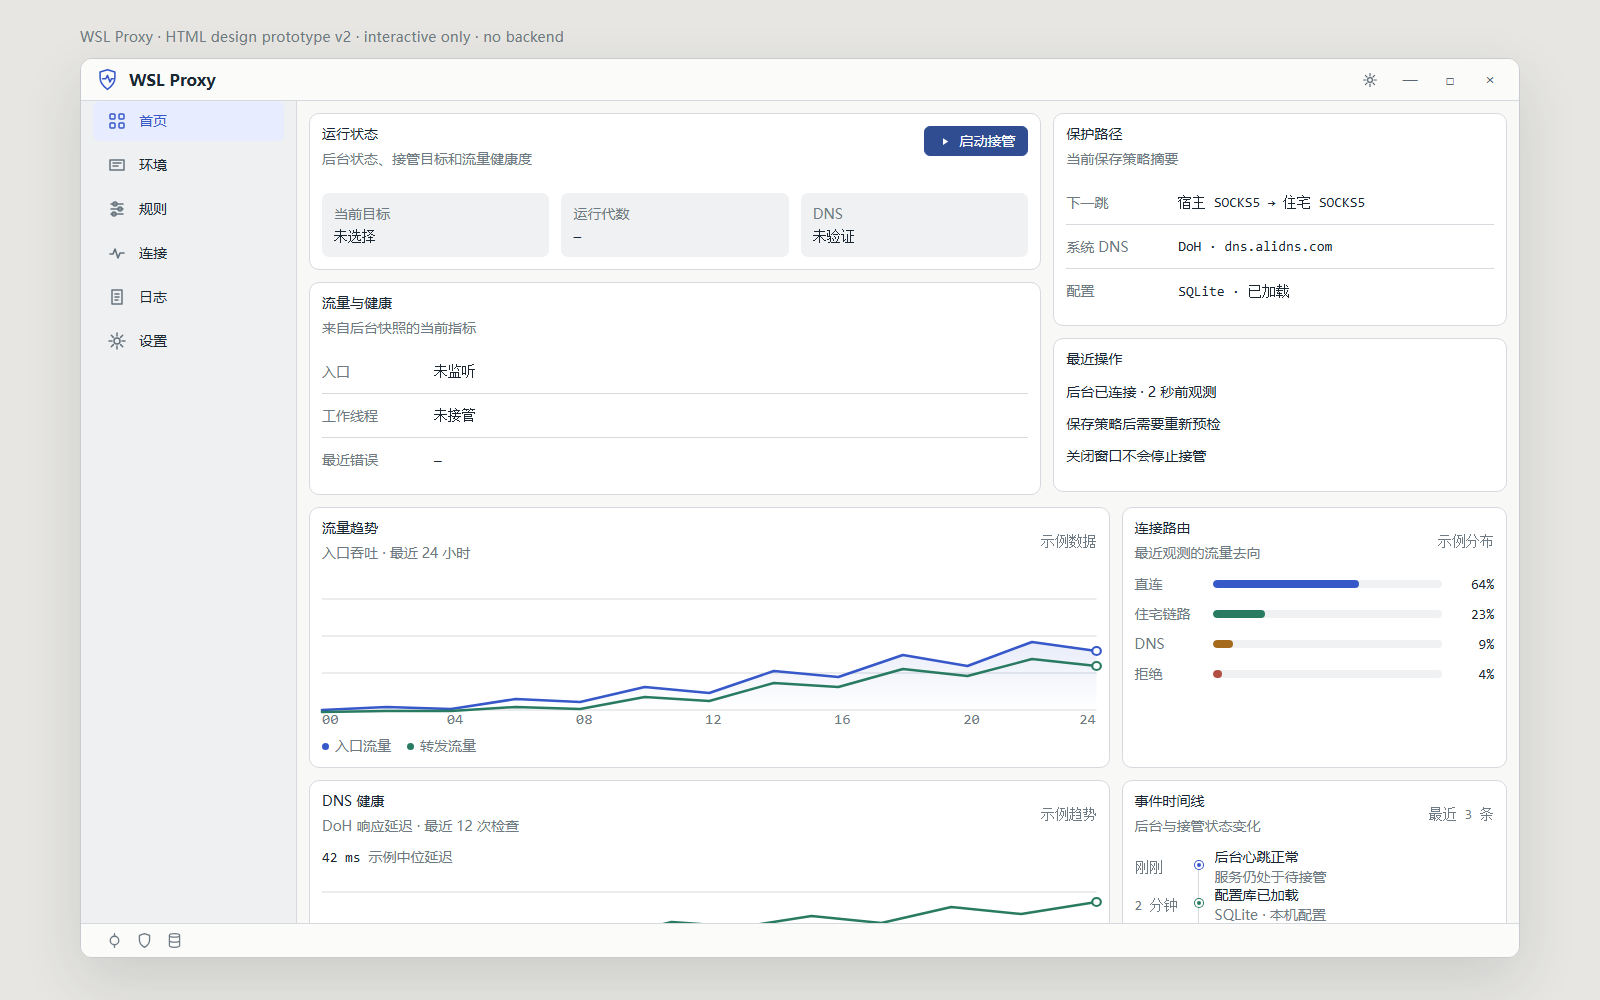 WSL Proxy · HTML design prototype v2 · interactive only · no backend
WSL Proxy
首页
环境
规则
连接
日志
设置
运行状态
后台状态、接管目标和流量健康度
启动接管
当前目标
未选择
运行代数
–
DNS
未验证
流量与健康
来自后台快照的当前指标
入口
未监听
工作线程
未接管
最近错误
–
保护路径
当前保存策略摘要
下一跳
宿主 SOCKS5 → 住宅 SOCKS5
系统 DNS
DoH · dns.alidns.com
配置
SQLite · 已加载
最近操作
后台已连接 · 2 秒前观测
保存策略后需要重新预检
关闭窗口不会停止接管
流量趋势
入口吞吐 · 最近 24 小时
示例数据
00 04 08 12 16 20 24
入口流量 转发流量
连接路由
最近观测的流量去向
示例分布
直连 64%
住宅链路 23%
DNS 9%
拒绝 4%
DNS 健康
DoH 响应延迟 · 最近 12 次检查
示例趋势
42 ms 示例中位延迟
事件时间线
后台与接管状态变化
最近 3 条
刚刚
后台心跳正常
服务仍处于待接管
2 分钟
配置库已加载
SQLite · 本机配置